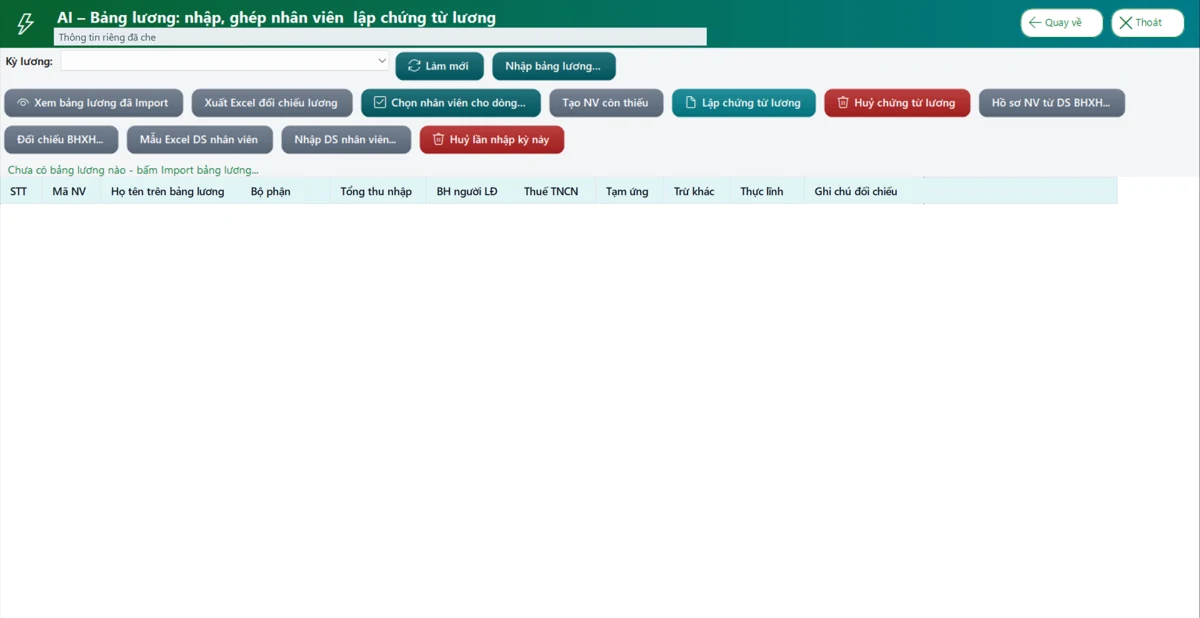 AI – Bảng lương: nhập, ghép nhân viên lập chứng từ lương
Thông tin riêng đã che
Quay về
Thoát
Kỳ lương:
Làm mới
Nhập bảng lương...
Xem bảng lương đã Import
Xuất Excel đối chiếu lương
Chọn nhân viên cho dòng...
Tạo NV còn thiếu
Lập chứng từ lương
Huỷ chứng từ lương
Hồ sơ NV từ DS BHXH...
Đối chiếu BHXH...
Mẫu Excel DS nhân viên
Nhập DS nhân viên...
Huỷ lần nhập kỳ này
Chưa có bảng lương nào - bấm Import bảng lương...
STT Mã NV Họ tên trên bảng lương Bộ phận Tổng thu nhập BH người LĐ Thuế TNCN Tạm ứng Trừ khác Thực lĩnh Ghi chú đối chiếu